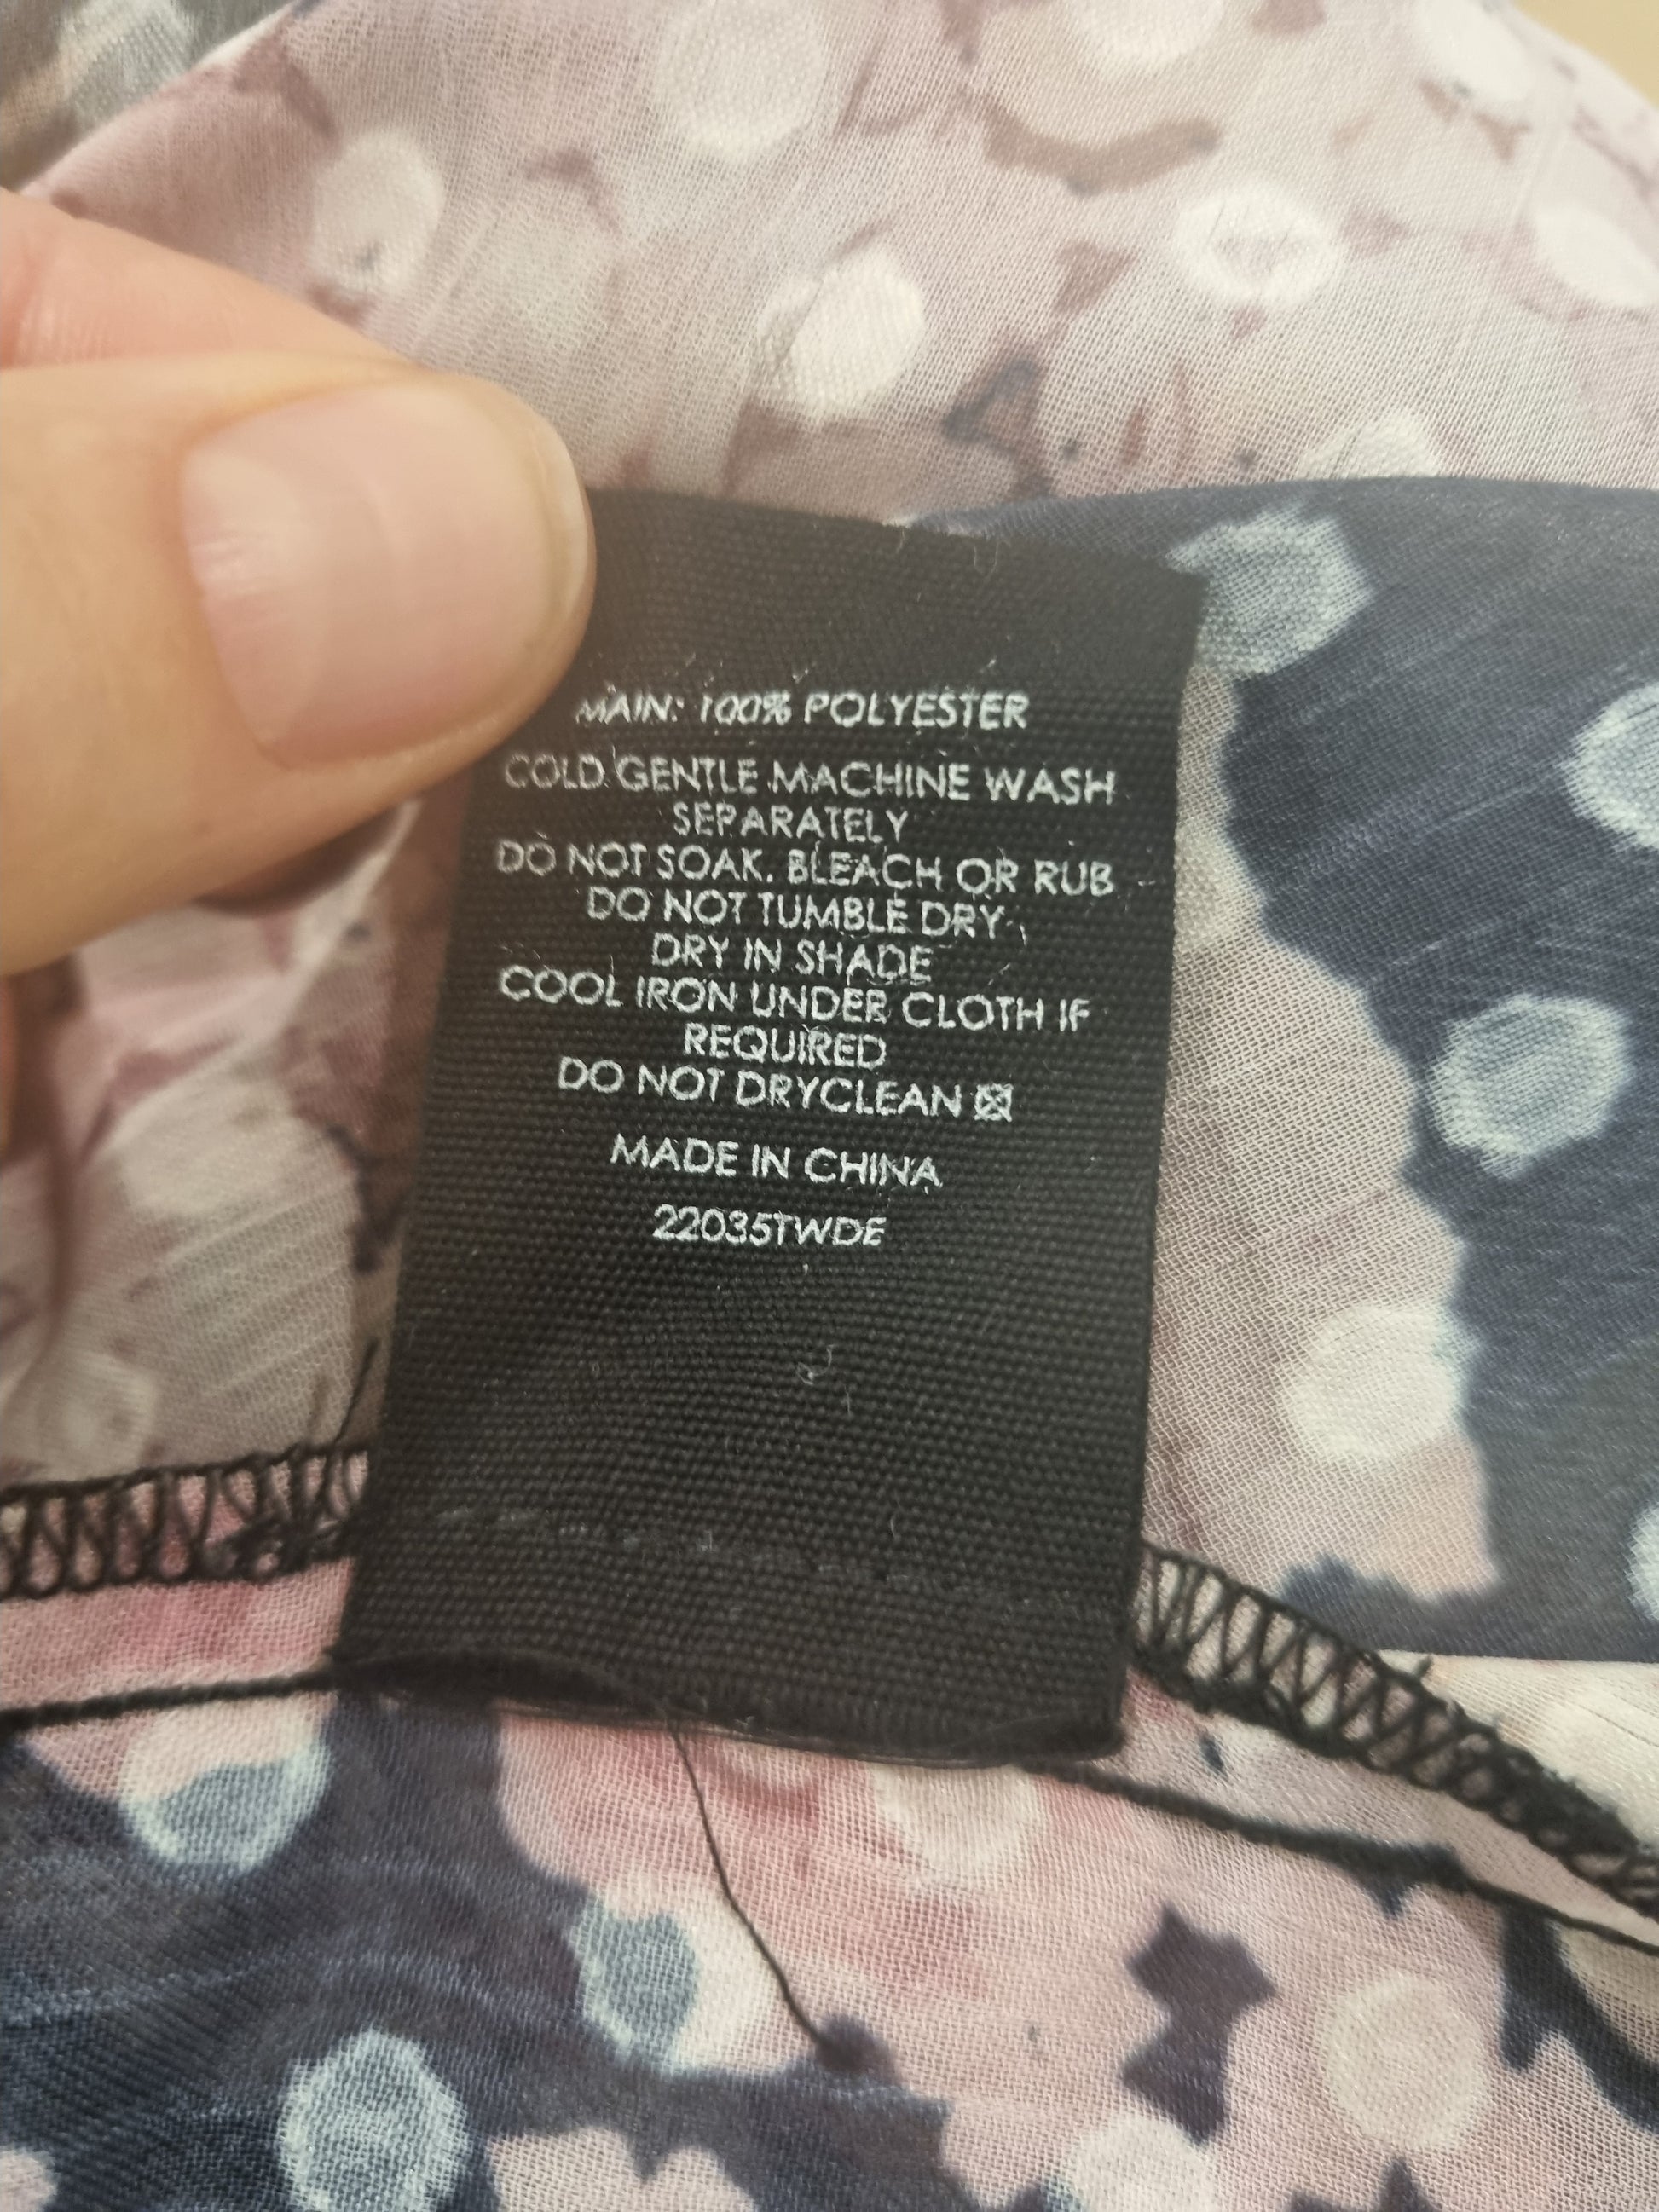 MAIN: 100% POLYESTER
COLD GENTLE MACHINE WASH
SEPARATELY
DO NOT SOAK, BLEACH OR RUB
DO NOT TUMBLE DRY
DRY IN SHADE
COOL IRON UNDER CLOTH IF
REQUIRED
DO NOT DRYCLEAN
MADE IN CHINA
22035TWDE